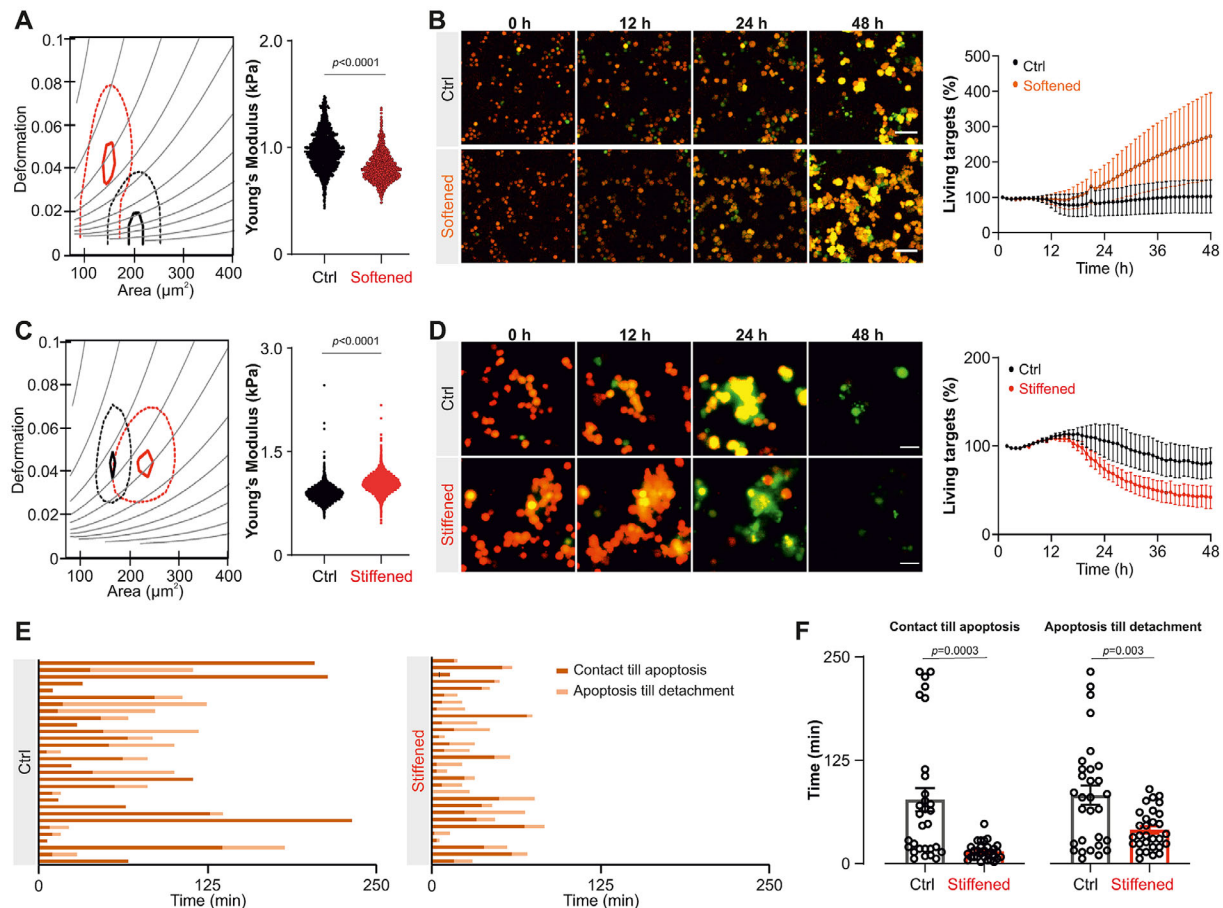 A
Deformation
0.1
0.08
0.06
0.04
0.02
0
100 200 300 400
Area (µm²)
Young's Modulus (kPa)
2.0
1.0
0
p<0.0001
Ctrl Softened
B
0 h 12 h 24 h 48 h
Ctrl
Softened
Living targets (%)
500
400
300
200
100
0
Ctrl
Softened
0 12 24 36 48
Time (h)
C
Deformation
0.1
0.08
0.06
0.04
0.02
0
100 200 300 400
Area (µm²)
Young's Modulus (kPa)
3.0
1.5
0
p<0.0001
Ctrl Stiffened
D
0 h 12 h 24 h 48 h
Ctrl
Stiffened
Living targets (%)
200
100
0
Ctrl
Stiffened
0 12 24 36 48
Time (h)
E
Ctrl
0 125 250
Time (min)
Stiffened
Contact till apoptosis
Apoptosis till detachment
0 125 250
Time (min)
F
Contact till apoptosis Apoptosis till detachment
p=0.0003 p=0.003
Time (min)
250
125
0
Ctrl Stiffened Ctrl Stiffened